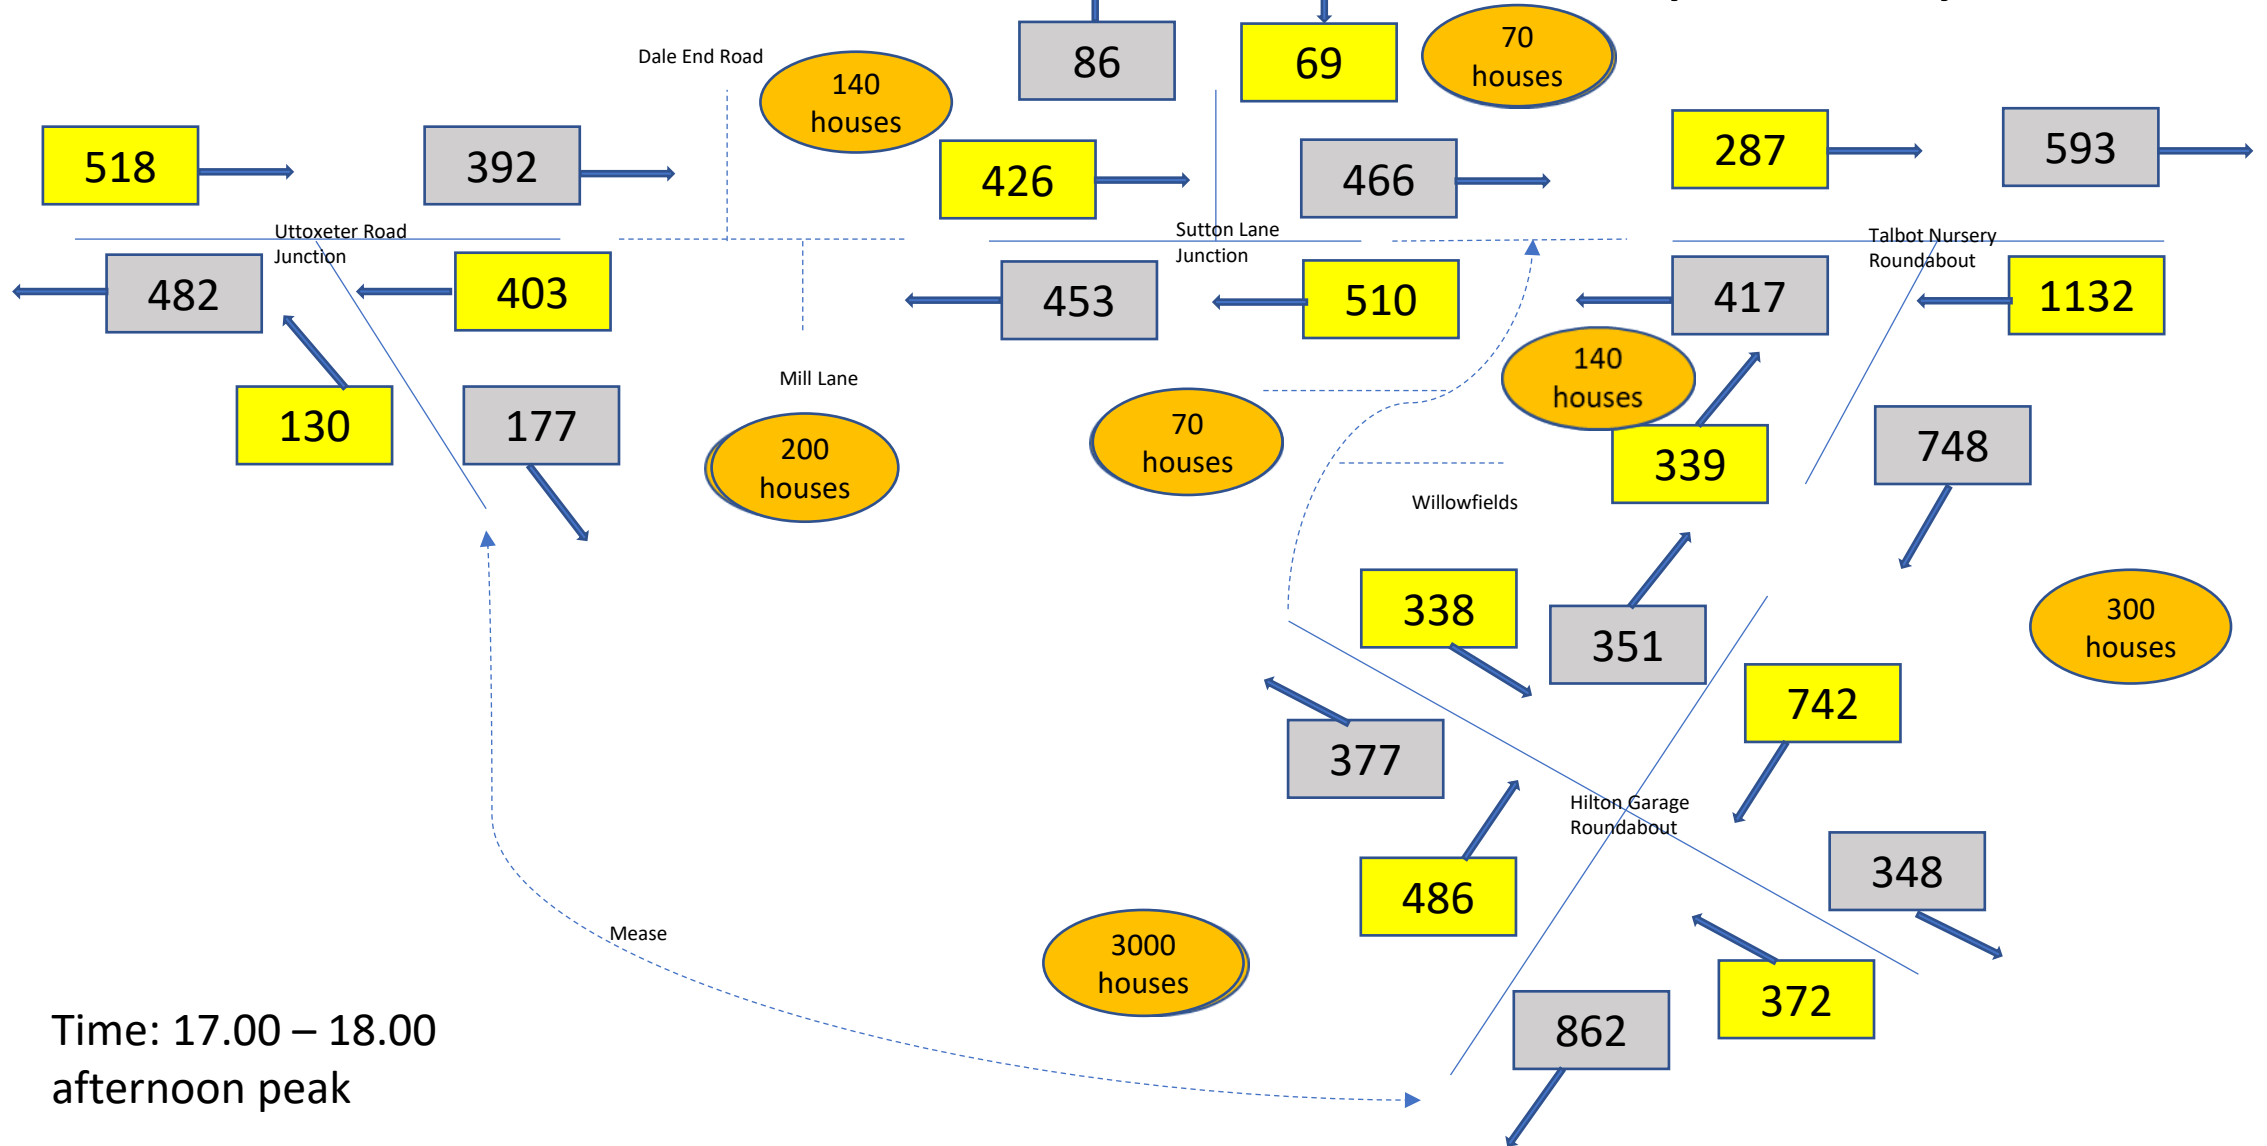 86
69
70
houses
Dale End Road
140
houses
518
392
426
466
287
593
Uttoxeter Road
Junction
Sutton Lane
Junction
Talbot Nursery
Roundabout
482
403
453
510
417
1132
140
houses
Mill Lane
130
177
200
houses
70
houses
339
748
Willowfields
338
351
300
houses
742
377
Hilton Garage
Roundabout
486
348
Mease
3000
houses
372
862
Time: 17.00 – 18.00
afternoon peak